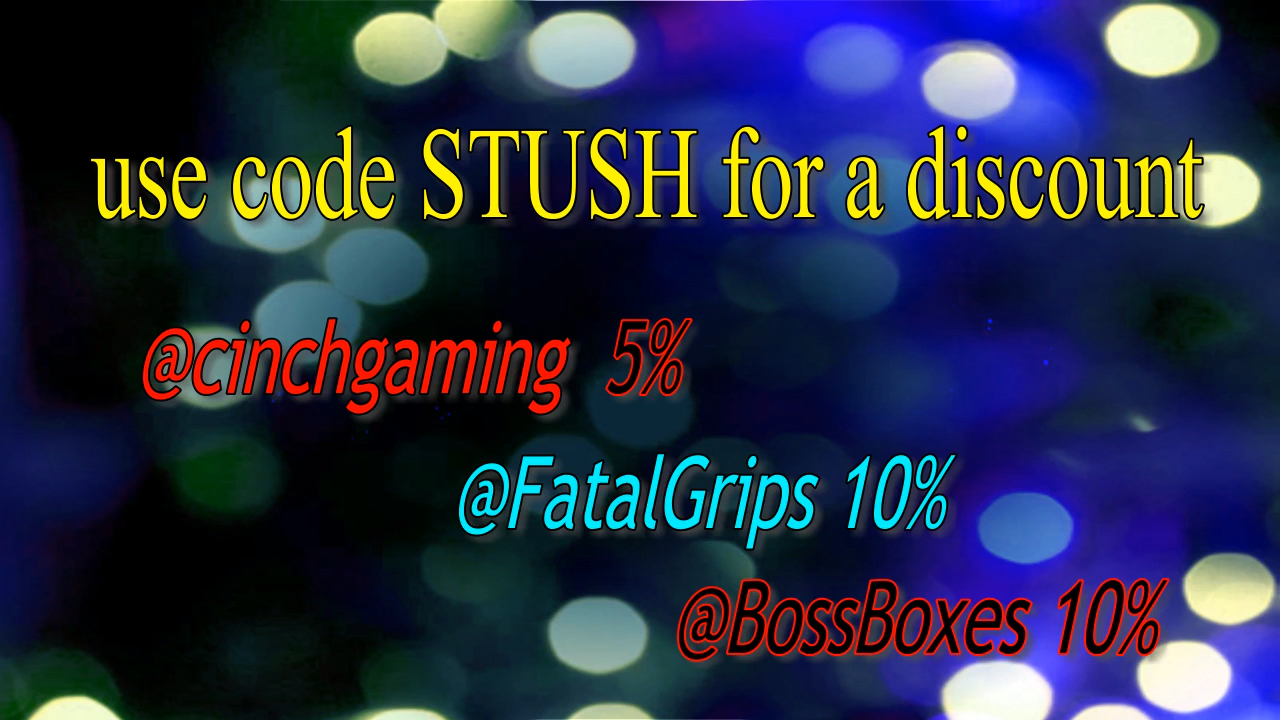 use code STUSH for a discount
@cinchgaming 5%
@FatalGrips 10%
@BossBoxes 10%